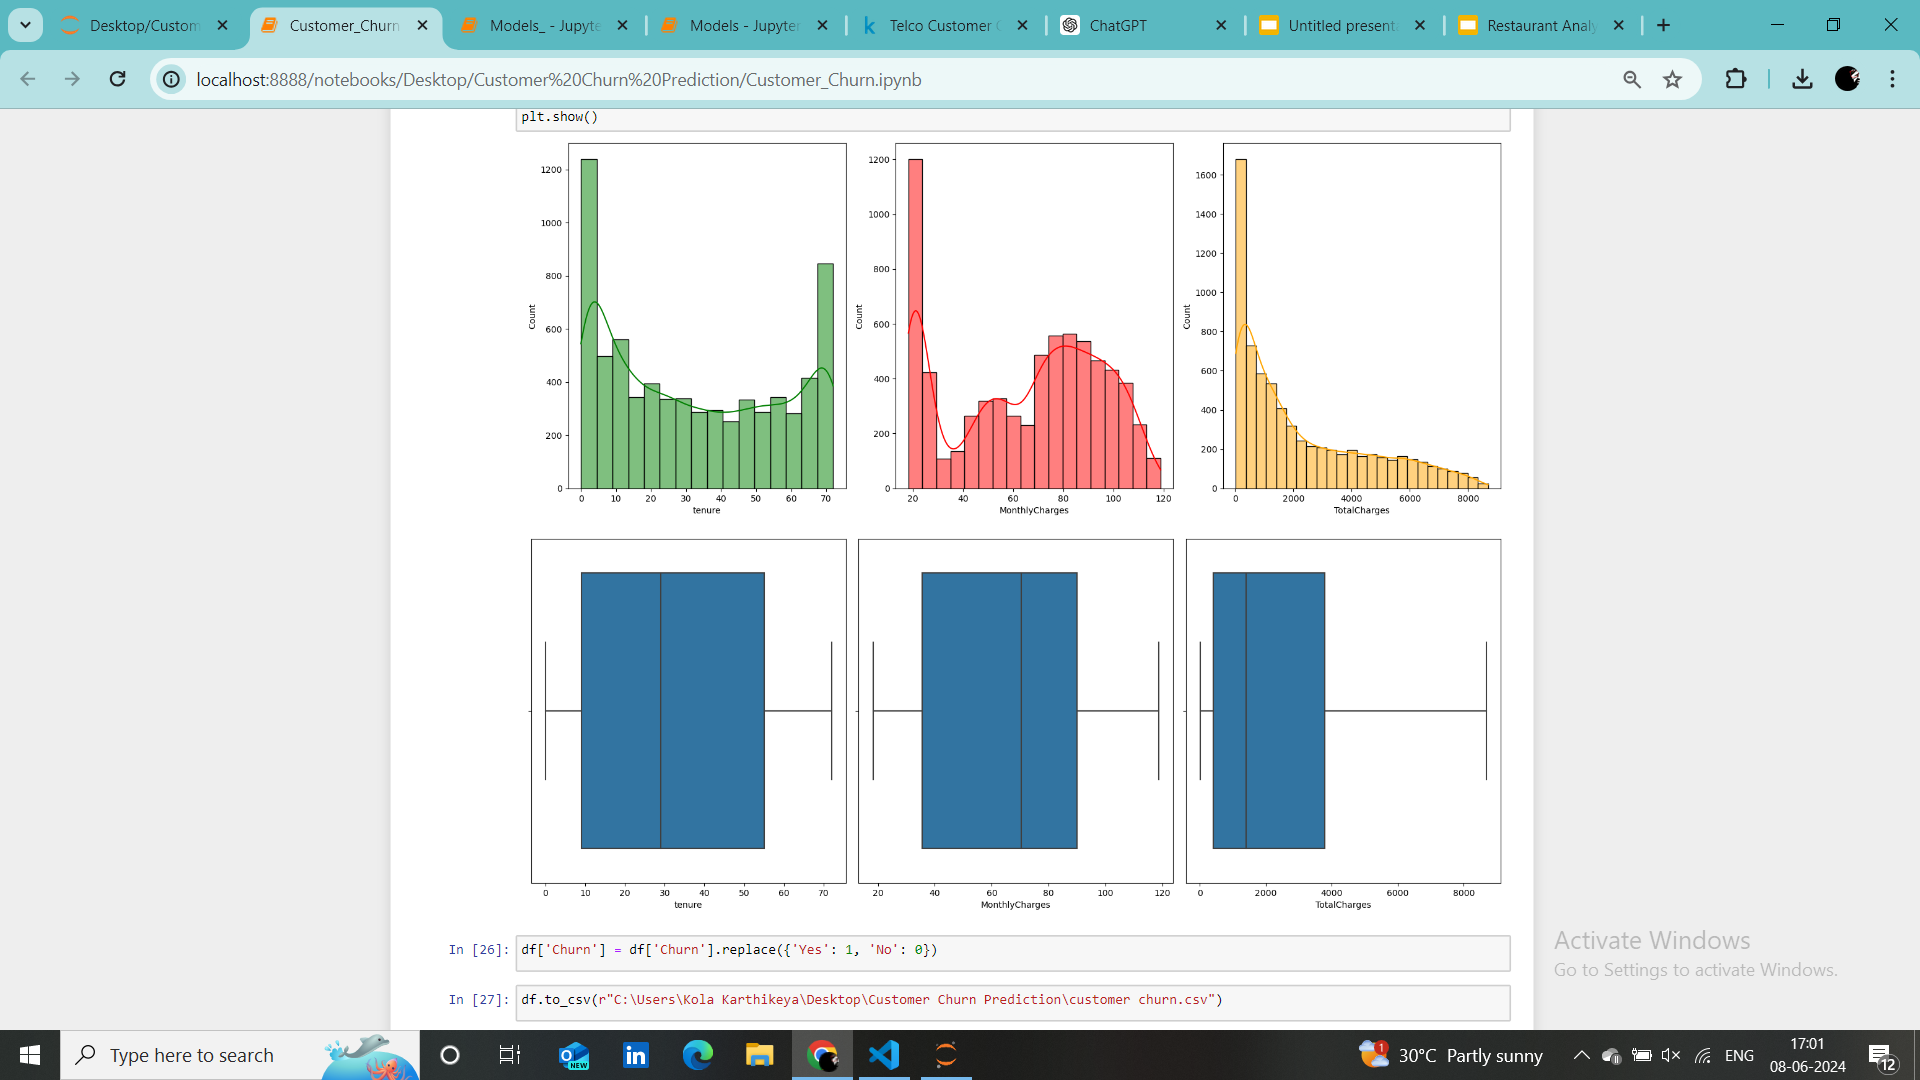 Desktop/Custom
Customer_Churn
Models_ - Jupyte
Models - Jupyter
Telco Customer C
ChatGPT
Untitled present
Restaurant Analy
localhost:8888/notebooks/Desktop/Customer%20Churn%20Prediction/Customer_Churn.ipynb
plt.show()
1200
1000
800
600
400
200
0
Count
0 10 20 30 40 50 60 70
tenure
1200
1000
800
600
400
200
0
Count
20 40 60 80 100 120
MonthlyCharges
1600
1400
1200
1000
800
600
400
200
0
Count
0 2000 4000 6000 8000
TotalCharges
0 10 20 30 40 50 60 70
tenure
20 40 60 80 100 120
MonthlyCharges
0 2000 4000 6000 8000
TotalCharges
In [26]: df['Churn'] = df['Churn'].replace({'Yes': 1, 'No': 0})
In [27]: df.to_csv(r"C:\Users\Kola Karthikeya\Desktop\Customer Churn Prediction\customer churn.csv")
Activate Windows
Go to Settings to activate Windows.
Type here to search
NEW
1
30°C Partly sunny
ENG
17:01
08-06-2024
12